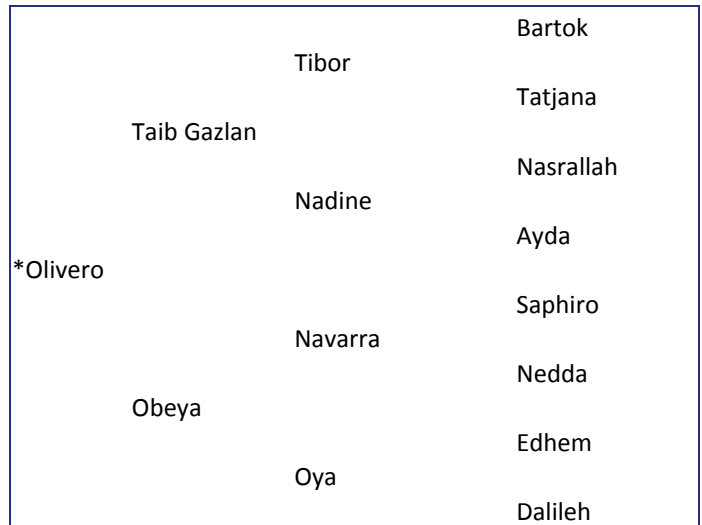 Bartok
Tibor
Tatjana
Taib Gazlan
Nasrallah
Nadine
Ayda
*Olivero
Saphiro
Navarra
Nedda
Obeya
Edhem
Oya
Dalileh